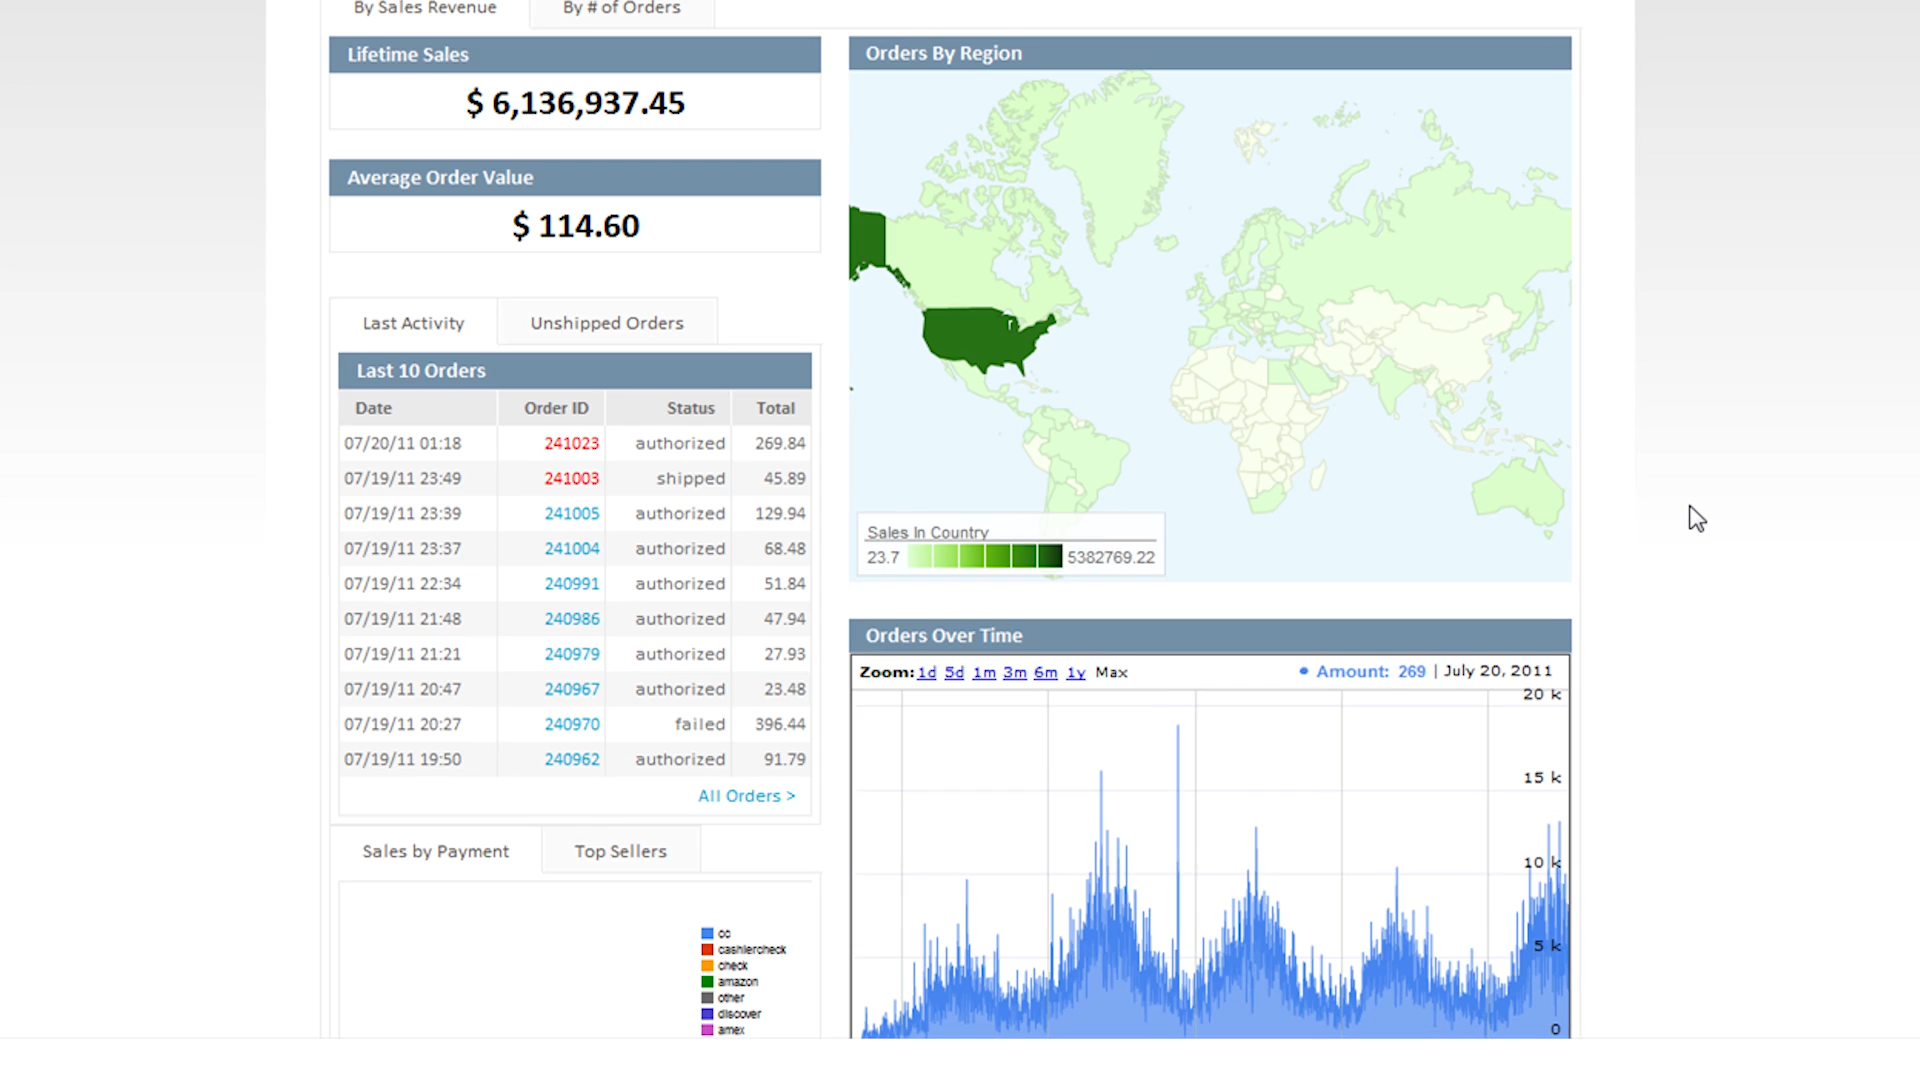 By Sales Revenue
By # of Orders
Lifetime Sales
$ 6,136,937.45
Average Order Value
$ 114.60
Last Activity
Unshipped Orders
Last 10 Orders
Date Order ID Status Total
07/20/11 01:18 241023 authorized 269.84
07/19/11 23:49 241003 shipped 45.89
07/19/11 23:39 241005 authorized 129.94
07/19/11 23:37 241004 authorized 68.48
07/19/11 22:34 240991 authorized 51.84
07/19/11 21:48 240986 authorized 47.94
07/19/11 21:21 240979 authorized 27.93
07/19/11 20:47 240967 authorized 23.48
07/19/11 20:27 240970 failed 396.44
07/19/11 19:50 240962 authorized 91.79
All Orders >
Sales by Payment
Top Sellers
cc
cashiercheck
check
amazon
other
discover
amex
Orders By Region
Sales In Country
23.7 5382769.22
Orders Over Time
Zoom: 1d 5d 1m 3m 6m 1y Max
Amount: 269 | July 20, 2011
20 k
15 k
10 k
5 k
0